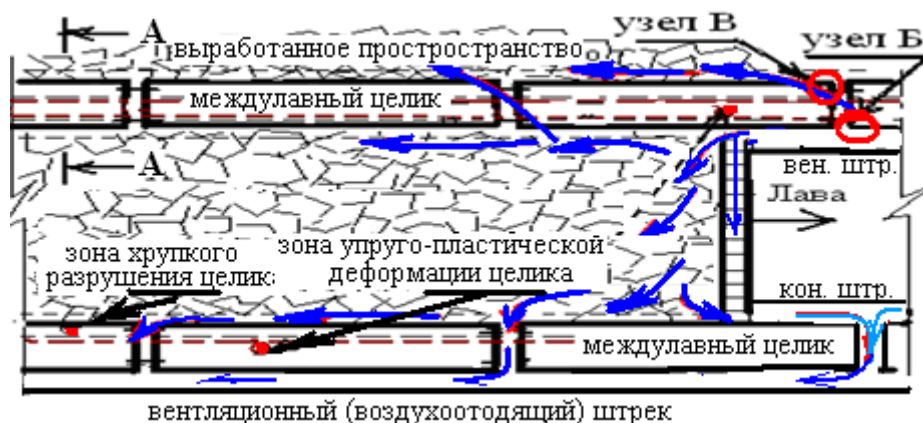 узел В
узел Б
А
выработанное простространство
междулавный целик
А
вен. штр.
Лава
зона хрупкого
разрушения целик
зона упруго-пластической
деформации целика
кон. штр.
междулавный целик
вентляционный (воздухоотодящий) штрек